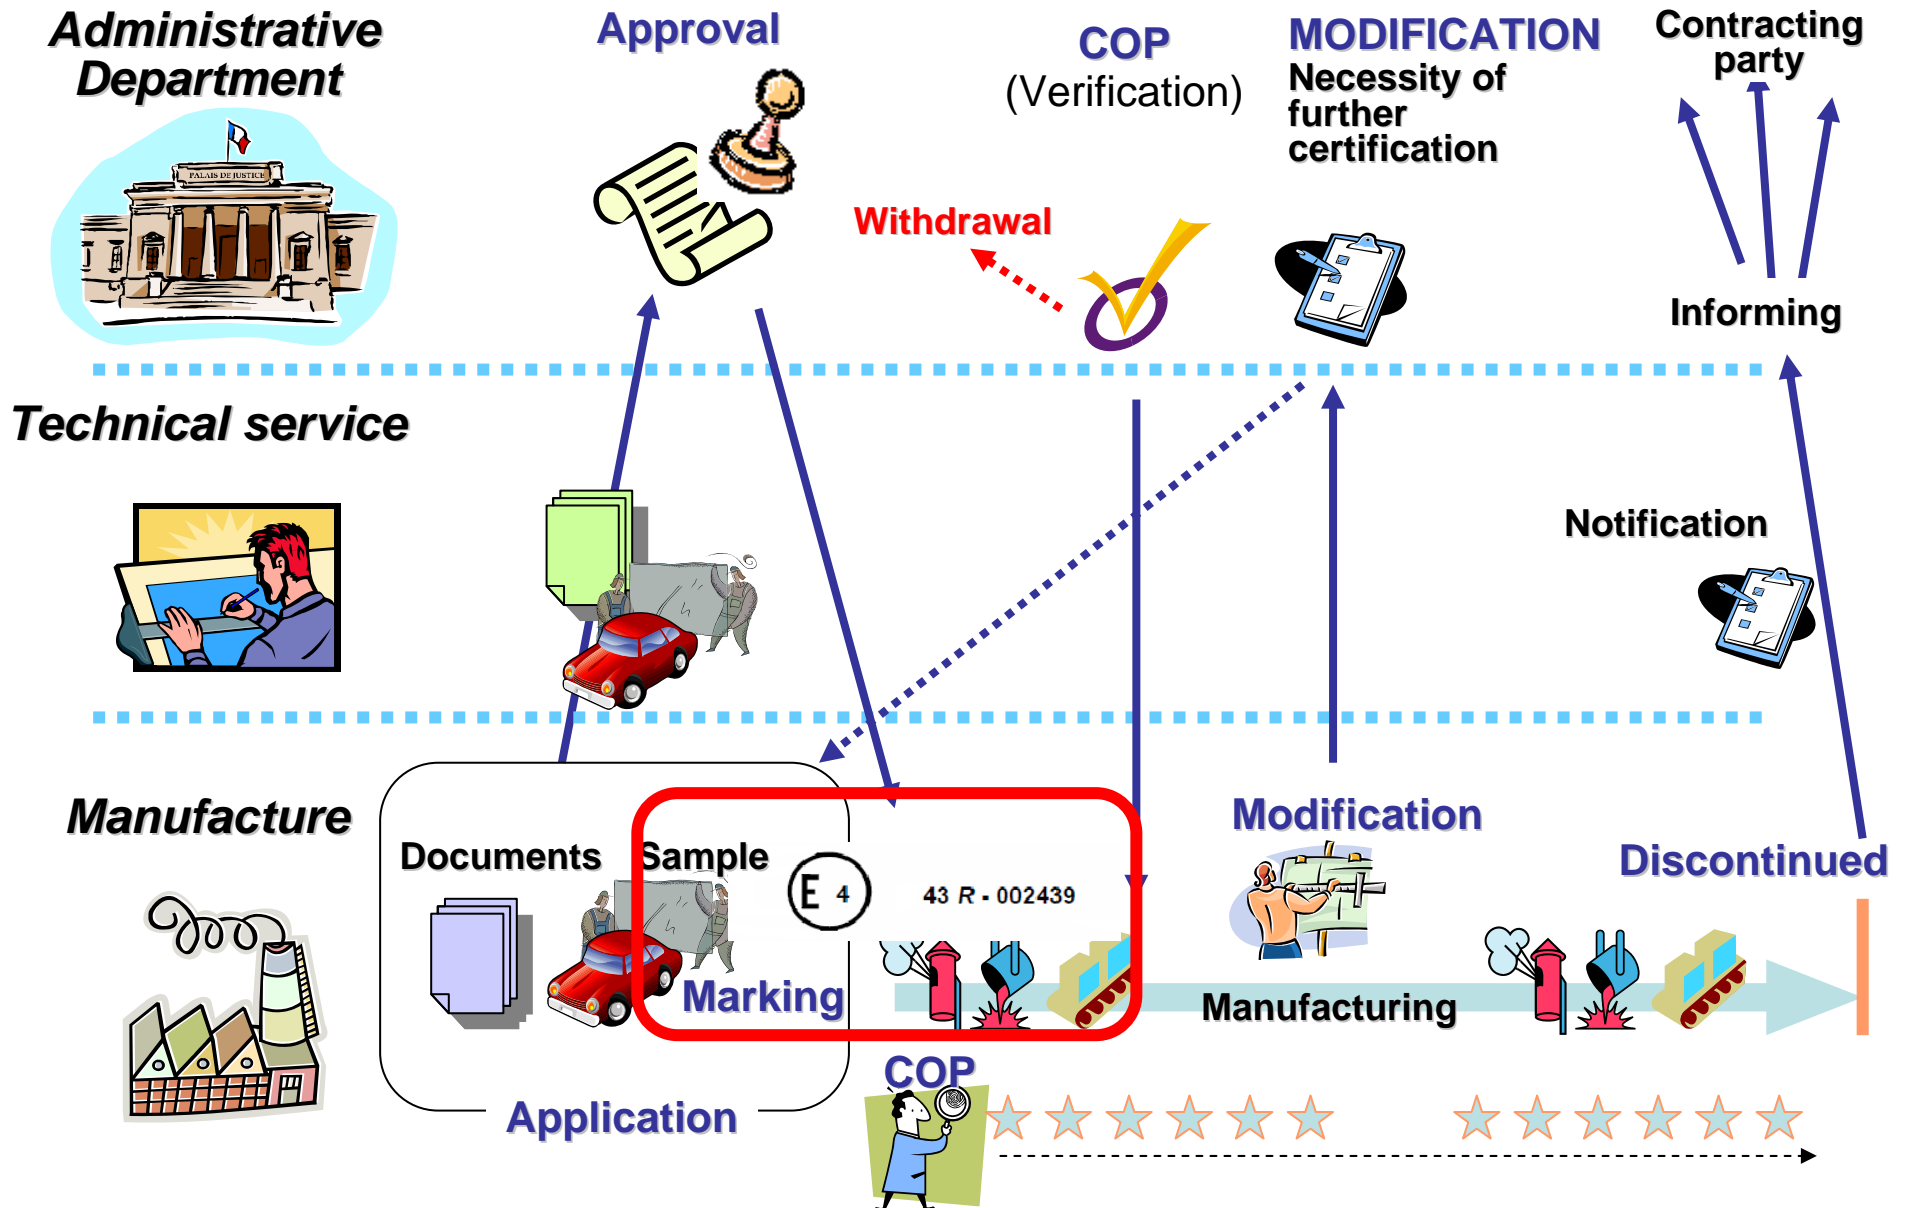 Administrative
Department
Approval
COP
(Verification)
MODIFICATION
Necessity of
further
certification
Contracting
party
PALAIS DE JUSTICE
Withdrawal
Informing
Technical service
Notification
Manufacture
Documents
Sample
E 4
43 R - 002439
Modification
Discontinued
Marking
Manufacturing
COP
Application